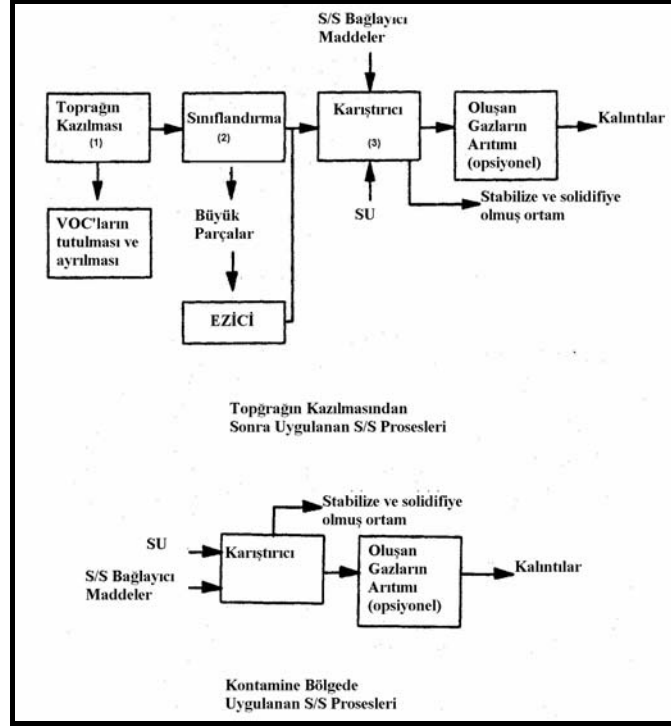 S/S Bağlayıcı
Maddeler
Toprağın
Kazılması
(1)
Sınıflandırma
(2)
Karıştırıcı
(3)
Oluşan
Gazların
Arıtımı
(opsiyonel)
Kalıntılar
VOC'ların
tutulması ve
ayrılması
Büyük
Parçalar
SU
Stabilize ve solidifiye
olmuş ortam
EZİCİ
Topğrağın Kazılmasından
Sonra Uygulanan S/S Prosesleri
Stabilize ve solidifiye
olmuş ortam
SU
S/S Bağlayıcı
Maddeler
Karıştırıcı
Oluşan
Gazların
Arıtımı
(opsiyonel)
Kalıntılar
Kontamine Bölgede
Uygulanan S/S Prosesleri